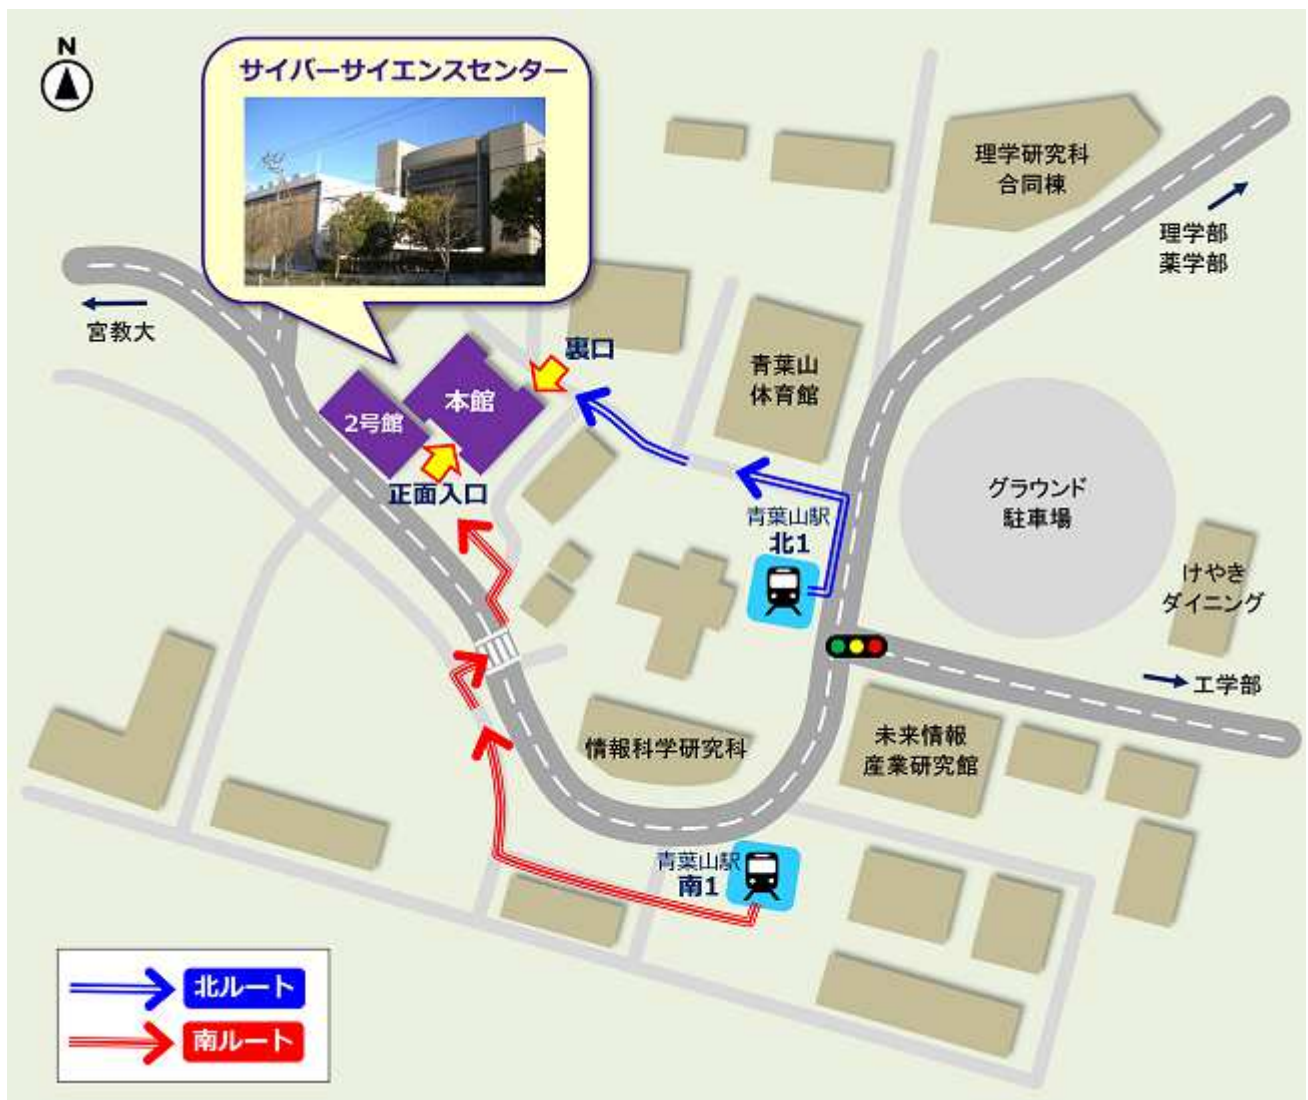 N
サイバーサイエンスセンター
理学研究科
合同棟
理学部
薬学部
宮教大
裏口
青葉山
体育館
本館
2号館
正面入口
グラウンド
駐車場
青葉山駅
北1
けやき
ダイニング
工学部
情報科学研究科
未来情報
産業研究館
青葉山駅
南1
北ルート
南ルート